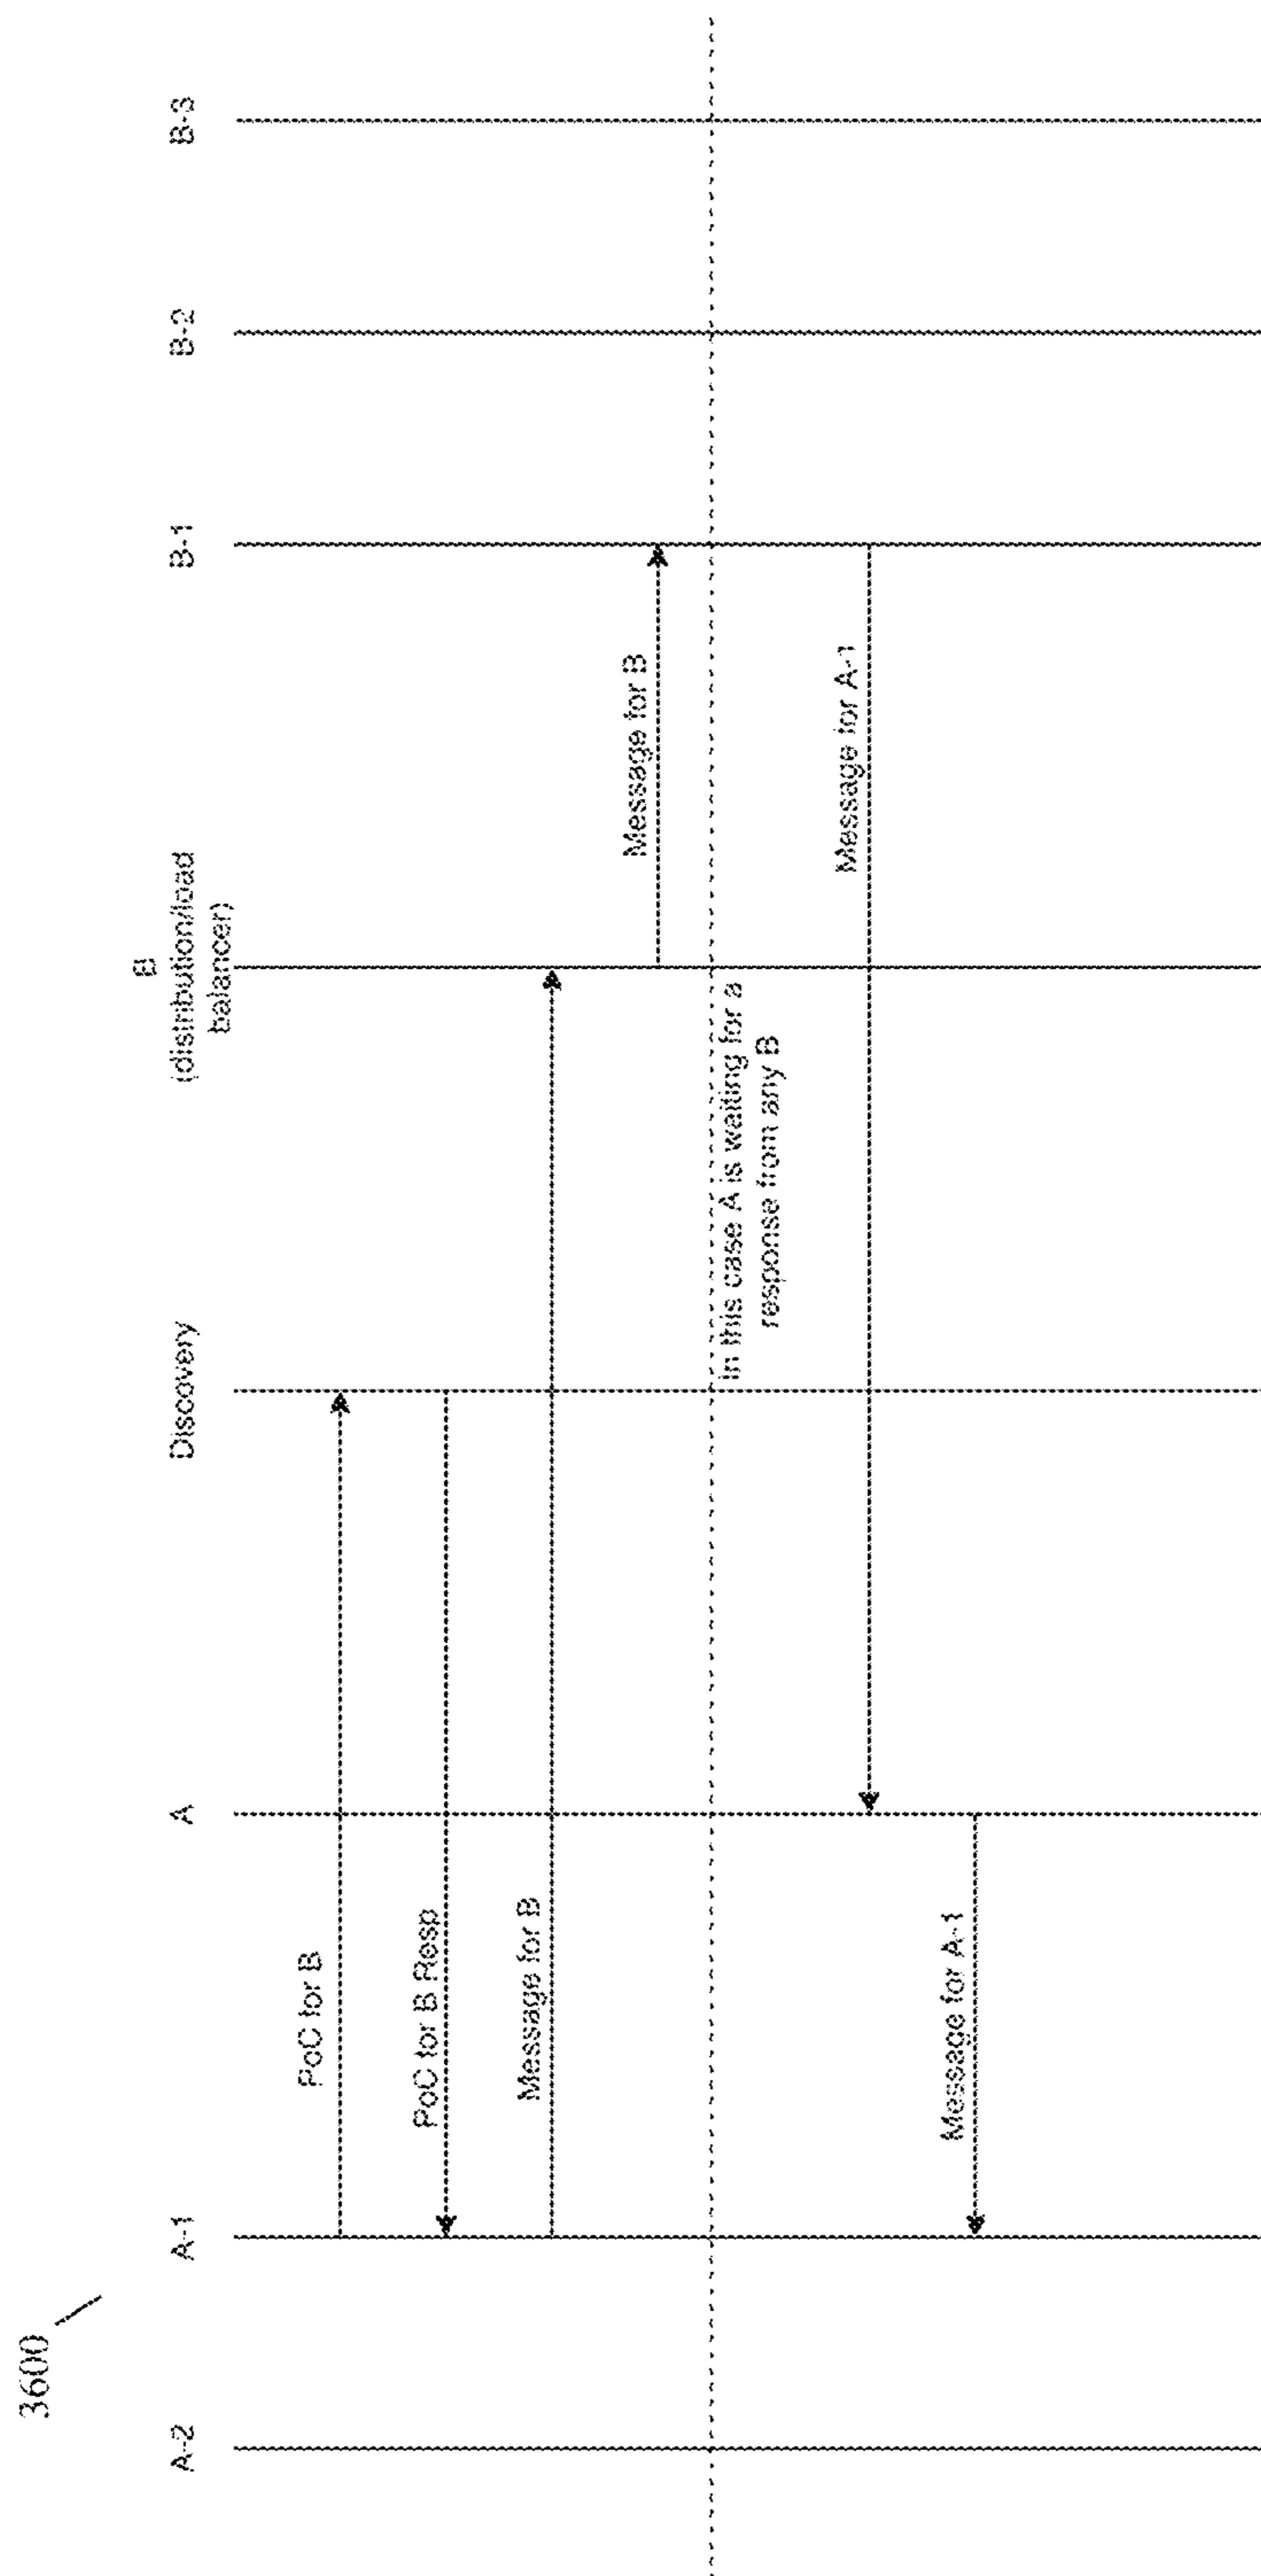 3600
A-2
A-1
A
Discovery
B
(distribution/load
balancer)
B-1
B-2
B-3
PoC for B
PoC for B Resp
Message for B
Message for B
in this case A is waiting for a
response from any B
Message for A-1
Message for A-1